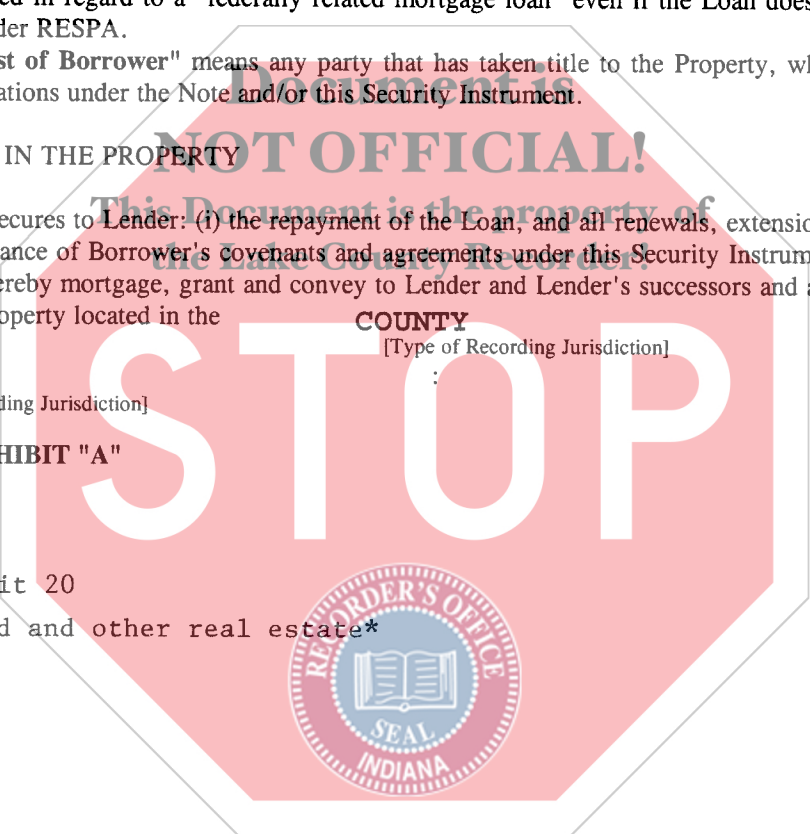 ed in regard to a "federally related mortgage loan" even if the Loan does
der RESPA.
st of Borrower" means any party that has taken title to the Property, wh
ations under the Note and/or this Security Instrument.
Document is
NOT OFFICIAL!
IN THE PROPERTY
This Document is the property of
the Lake County Recorder!
ecures to Lender: (i) the repayment of the Loan, and all renewals, extensio
ance of Borrower's covenants and agreements under this Security Instrum
ereby mortgage, grant and convey to Lender and Lender's successors and a
operty located in the COUNTY
[Type of Recording Jurisdiction]
:
ding Jurisdiction]
HIBIT "A"
STOP
it 20
d and other real estate*
RECORDER'S OFFICE
SEAL
INDIANA